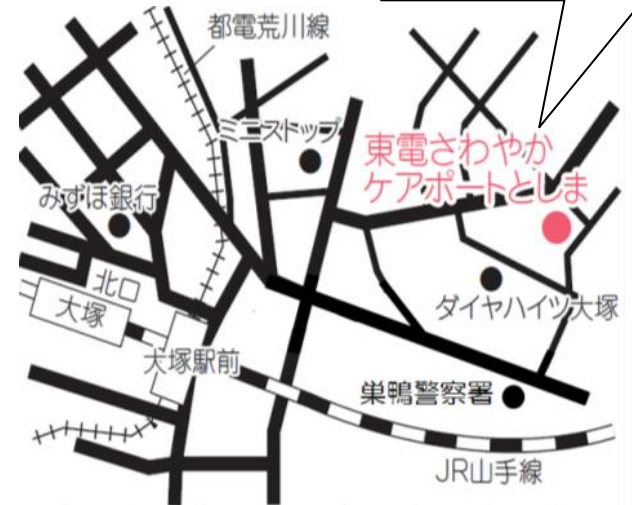 都電荒川線
ミニストップ
東電さわやか
ケアポートとしま
みずほ銀行
北口
大塚
ダイヤハイツ大塚
大塚駅前
巣鴨警察署
JR山手線